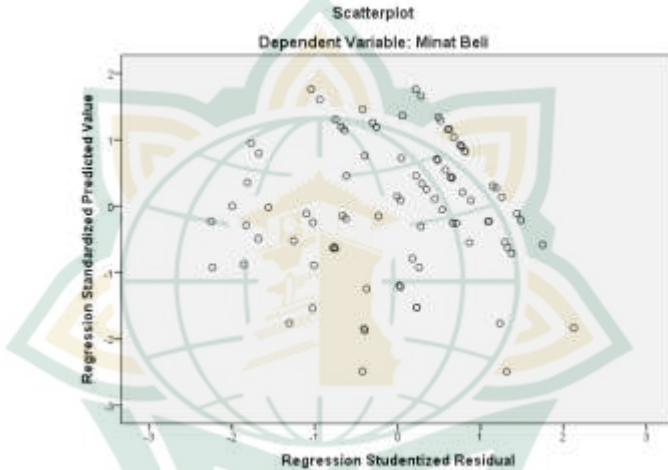 Scatterplot
Dependent Variable: Minat Beli
Regression Standardized Predicted Value
2
1
0
-1
-2
-3
-3 -2 -1 0 1 2 3
Regression Studentized Residual